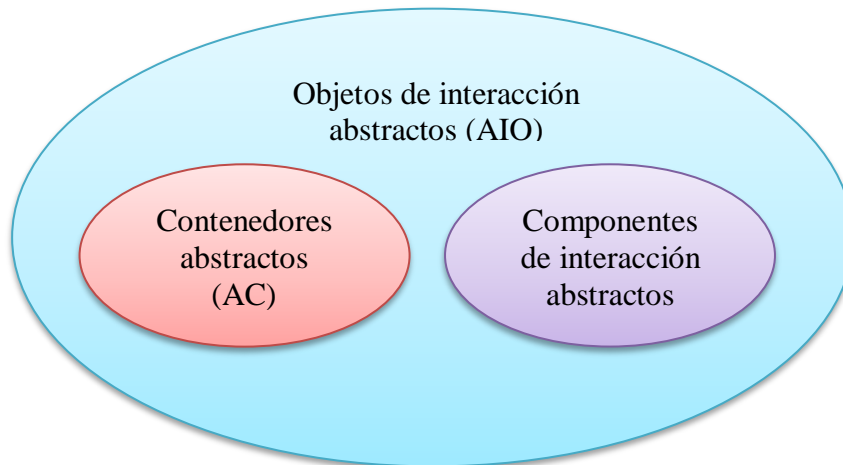 Objetos de interacción
abstractos (AIO)
Contenedores
abstractos
(AC)
Componentes
de interacción
abstractos